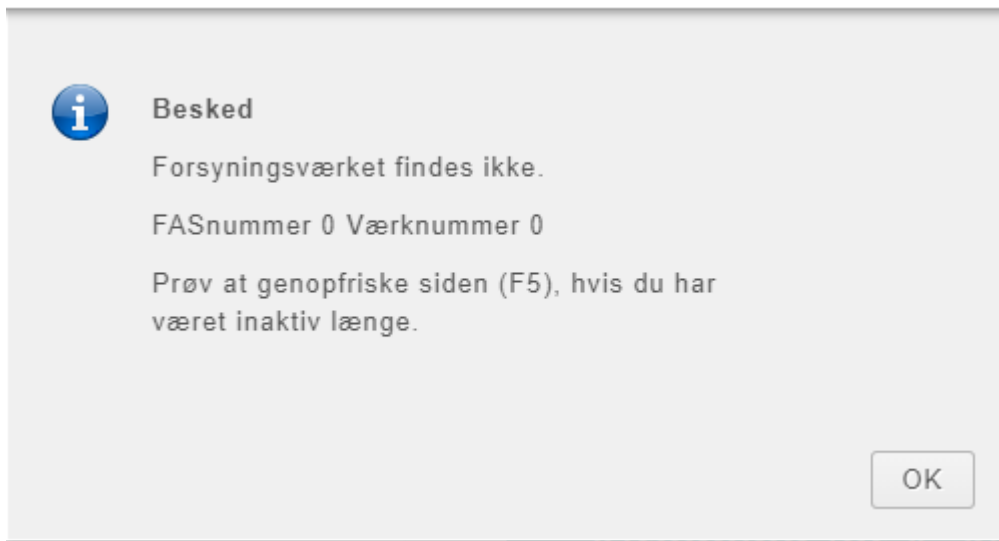 Besked
Forsyningsværket findes ikke.
FASnummer 0 Værknummer 0
Prøv at genopfriske siden (F5), hvis du har
været inaktiv længe.
OK